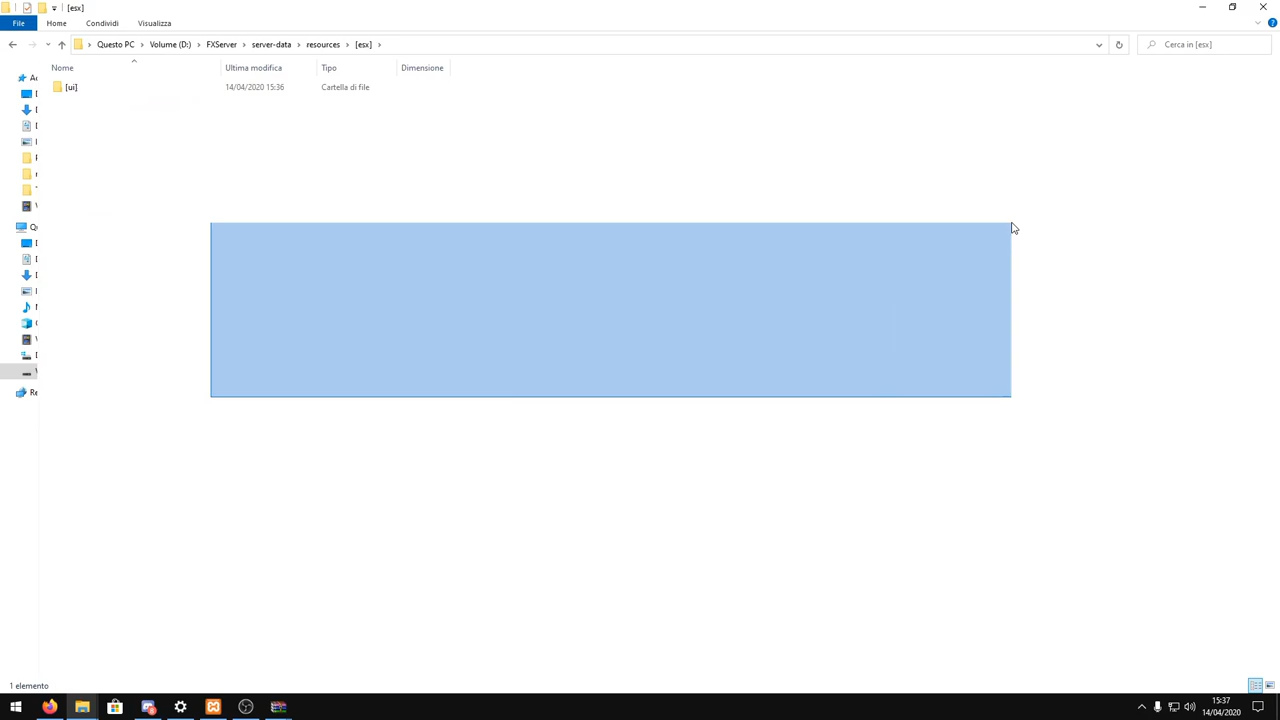 [esx]
File Home Condividi Visualizza
Questo PC Volume (D:) FXServer server-data resources [esx] Cerca in [esx]
Nome Ultima modifica Tipo Dimensione
[ui] 14/04/2020 15:36 Cartella di file
1 elemento
15:37
14/04/2020